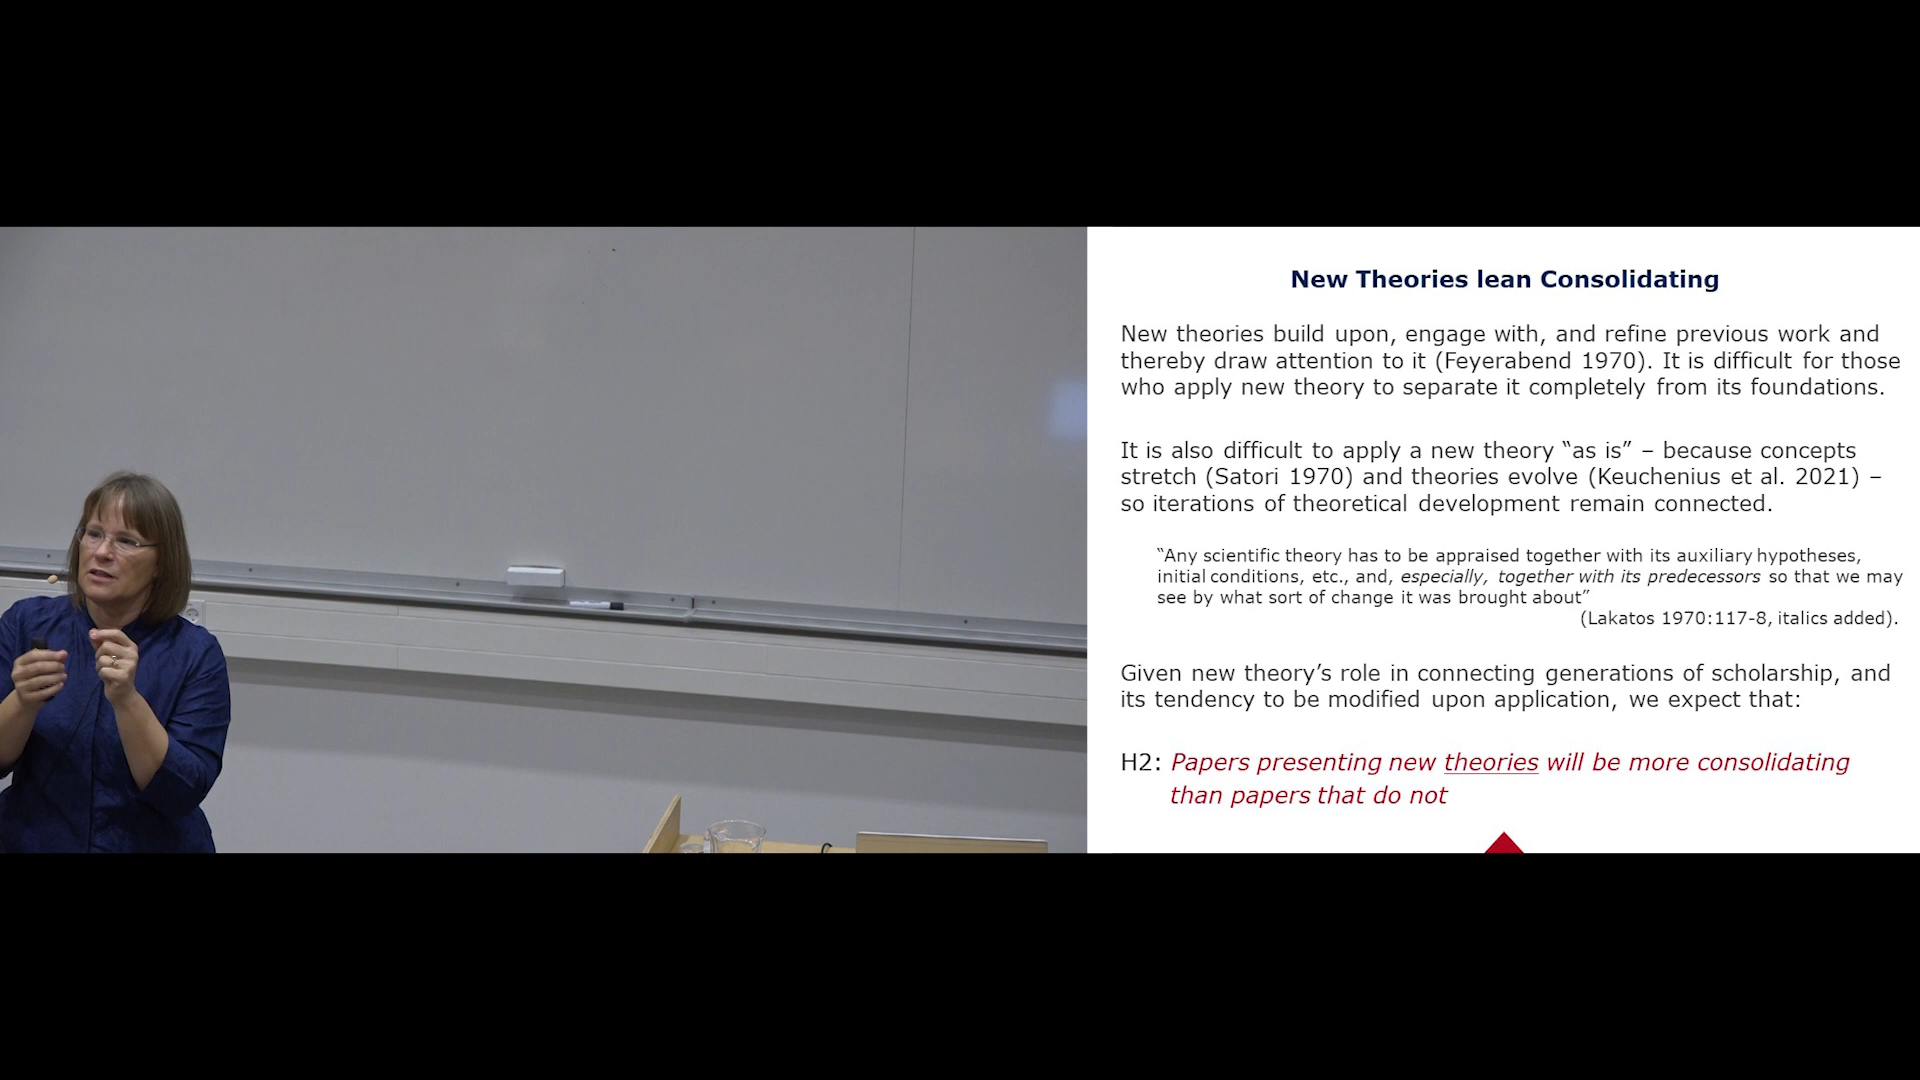 New Theories lean Consolidating
New theories build upon, engage with, and refine previous work and
thereby draw attention to it (Feyerabend 1970). It is difficult for those
who apply new theory to separate it completely from its foundations.
It is also difficult to apply a new theory “as is” – because concepts
stretch (Satori 1970) and theories evolve (Keuchenius et al. 2021) –
so iterations of theoretical development remain connected.
“Any scientific theory has to be appraised together with its auxiliary hypotheses,
initial conditions, etc., and, especially, together with its predecessors so that we may
see by what sort of change it was brought about”
(Lakatos 1970:117-8, italics added).
Given new theory’s role in connecting generations of scholarship, and
its tendency to be modified upon application, we expect that:
H2: Papers presenting new theories will be more consolidating
than papers that do not